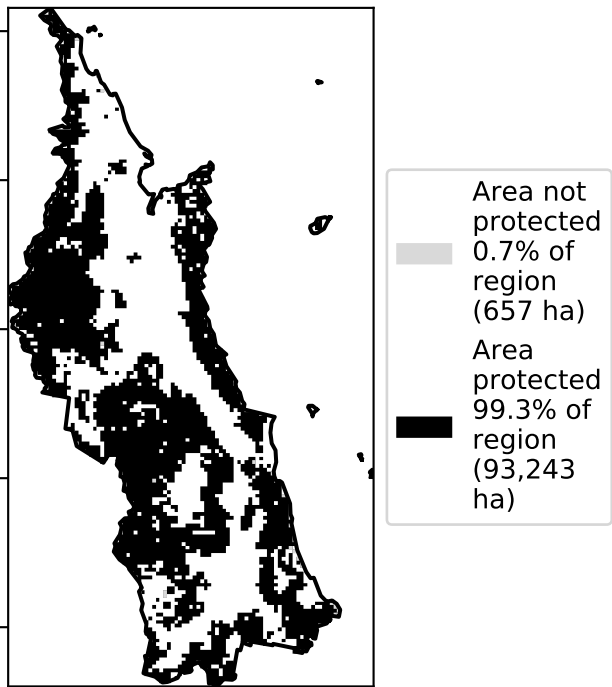 Area not
protected
0.7% of
region
(657 ha)
Area
protected
99.3% of
region
(93,243
ha)